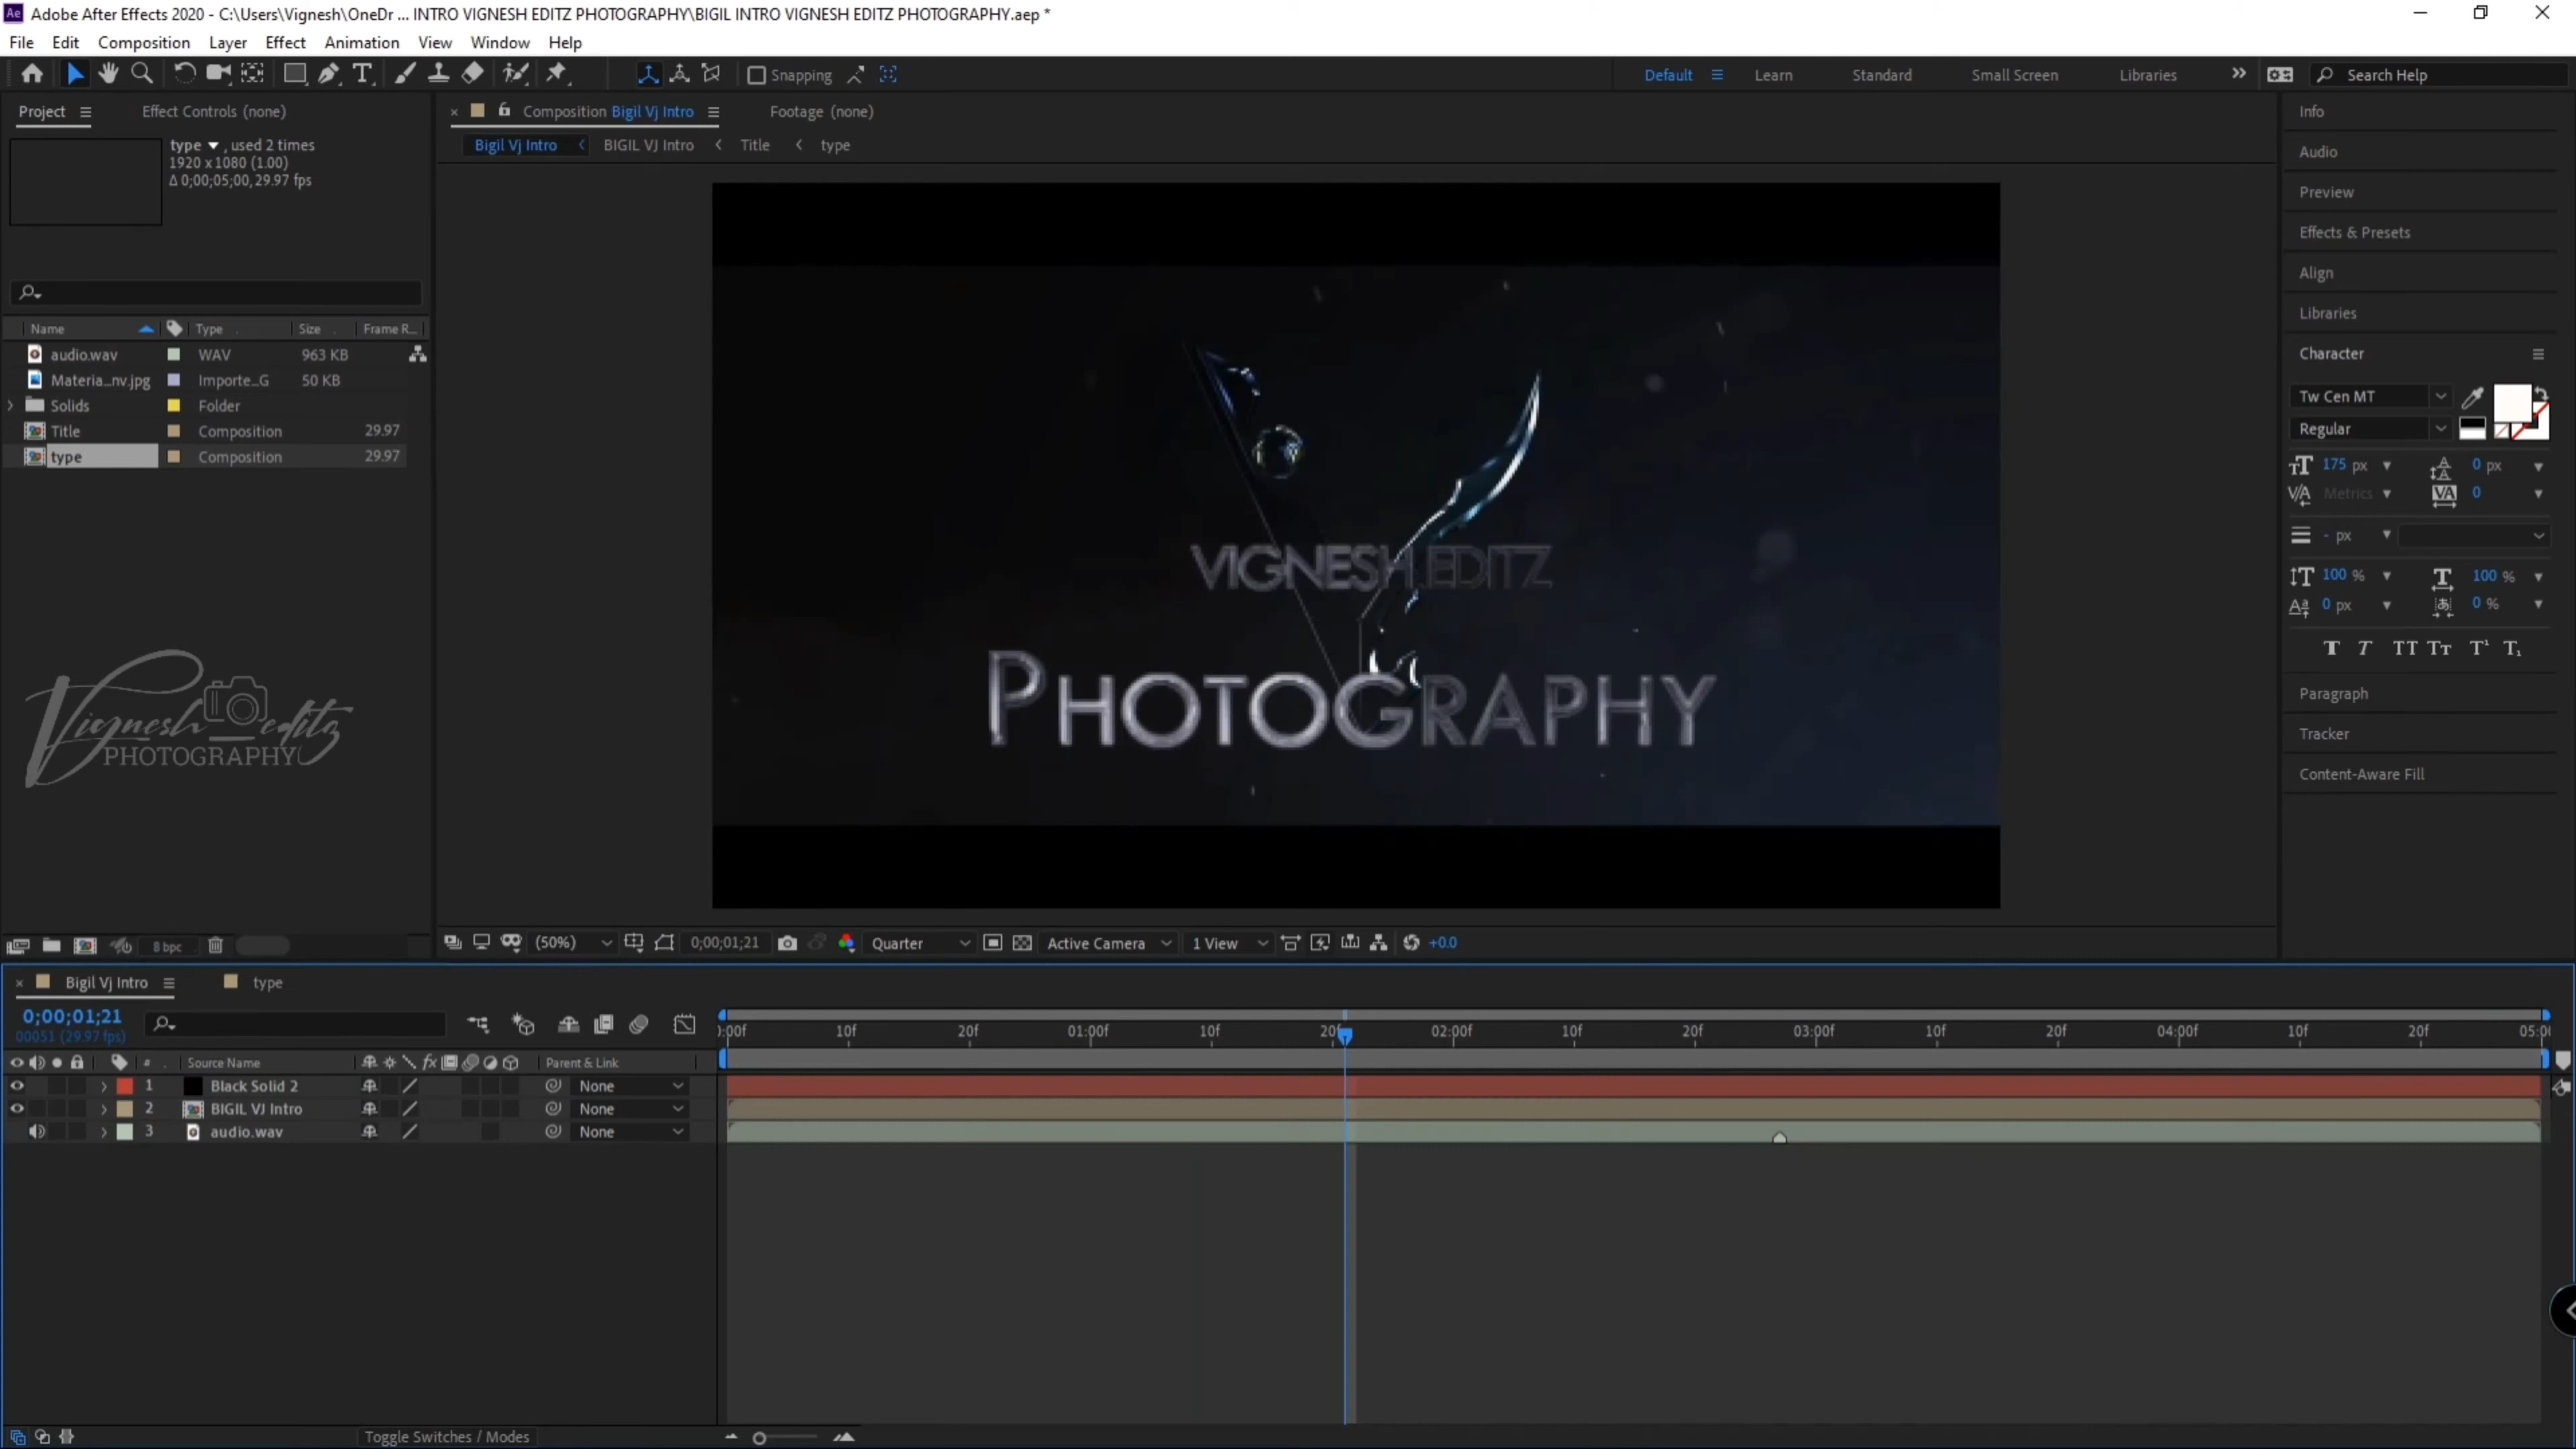 Adobe After Effects 2020 - C:\Users\Vignesh\OneDr ... INTRO VIGNESH EDITZ PHOTOGRAPHY\BIGIL INTRO VIGNESH EDITZ PHOTOGRAPHY.aep *
File Edit Composition Layer Effect Animation View Window Help
Snapping Default Learn Standard Small Screen Libraries Search Help
Project Effect Controls (none)
type , used 2 times
1920 x 1080 (1.00)
Δ 0;00;05;00, 29.97 fps
Name Type Size Frame R...
audio.wav WAV 963 KB
Materia_nv.jpg Importe_G 50 KB
Solids Folder
Title Composition 29.97
type Composition 29.97
Vignesh editz
PHOTOGRAPHY
8 bpc
Composition Bigil Vj Intro Footage (none)
Bigil Vj Intro BIGIL VJ Intro Title type
VIGNESH EDITZ
PHOTOGRAPHY
(50%) 0;00;01;21 Quarter Active Camera 1 View +0.0
Info
Audio
Preview
Effects & Presets
Align
Libraries
Character
Tw Cen MT
Regular
175 px 0 px
Metrics 0
- px
100 % 100 %
0 px 0 %
Paragraph
Tracker
Content-Aware Fill
Bigil Vj Intro type
0;00;01;21
00051 (29.97 fps)
):00f 10f 20f 01:00f 10f 20f 02:00f 10f 20f 03:00f 10f 20f 04:00f 10f 20f 05:00
# Source Name Parent & Link
1 Black Solid 2 None
2 BIGIL VJ Intro None
3 audio.wav None
Toggle Switches / Modes